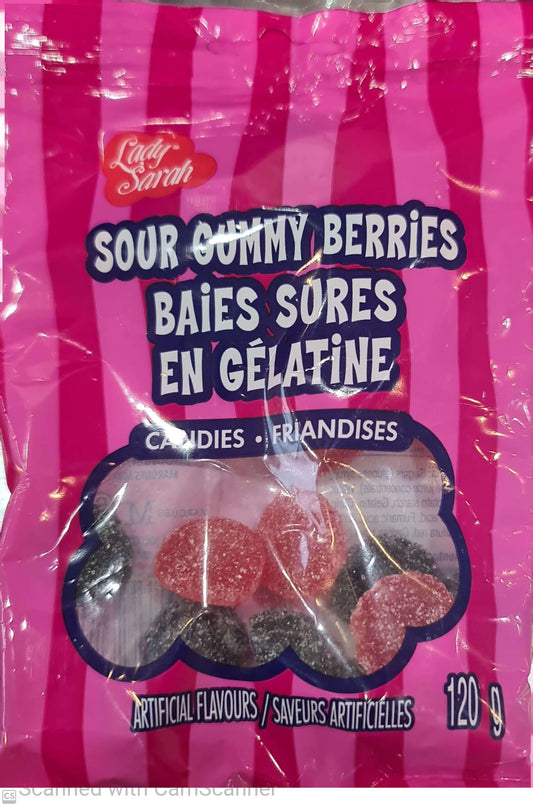 Lady
Sarah
SOUR GUMMY BERRiES
BAiES SURES
EN GÉLATiNE
CANDIES • FRIANDISES
ARTIFICIAL FLAVOURS / SAVEURS ARTIFICIELLES
120 g
CS Scanned with CamScanner